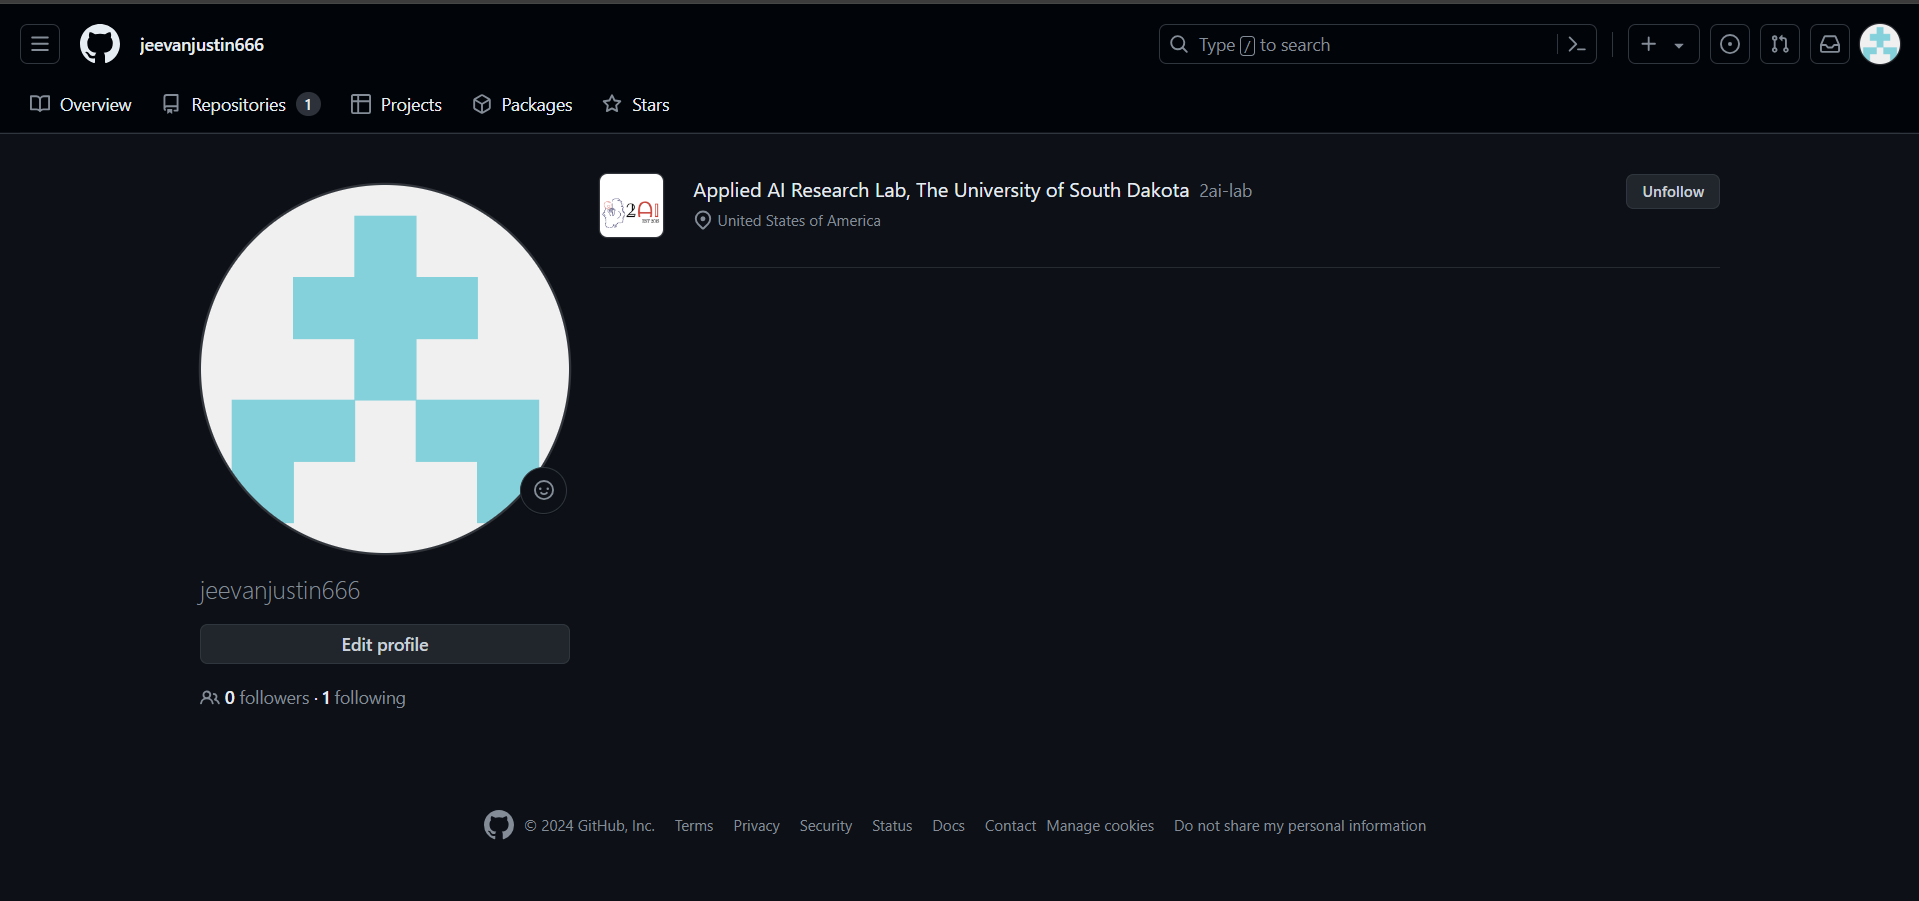 jeevanjustin666
Type / to search
Overview
Repositories 1
Projects
Packages
Stars
2AI
Applied AI Research Lab, The University of South Dakota 2ai-lab
United States of America
Unfollow
jeevanjustin666
Edit profile
0 followers · 1 following
© 2024 GitHub, Inc. Terms Privacy Security Status Docs Contact Manage cookies Do not share my personal information